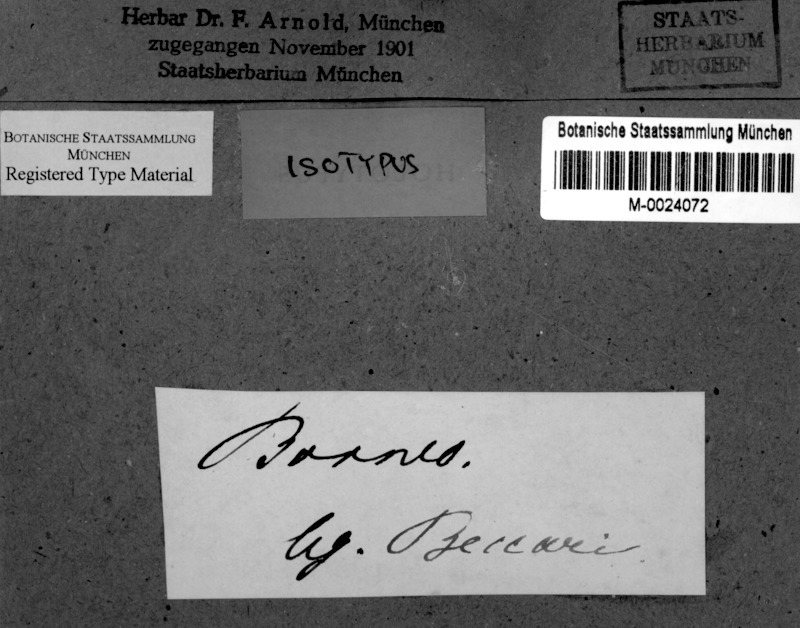 Herbar Dr. F. Arnold, München
zugegangen November 1901
Staatsherbarium München
STAATS-
HERBARIUM
MÜNCHEN
BOTANISCHE STAATSSAMMLUNG
MÜNCHEN
Registered Type Material
ISOTYPUS
Botanische Staatssammlung München
M-0024072
Borneo.
lg. Beccari